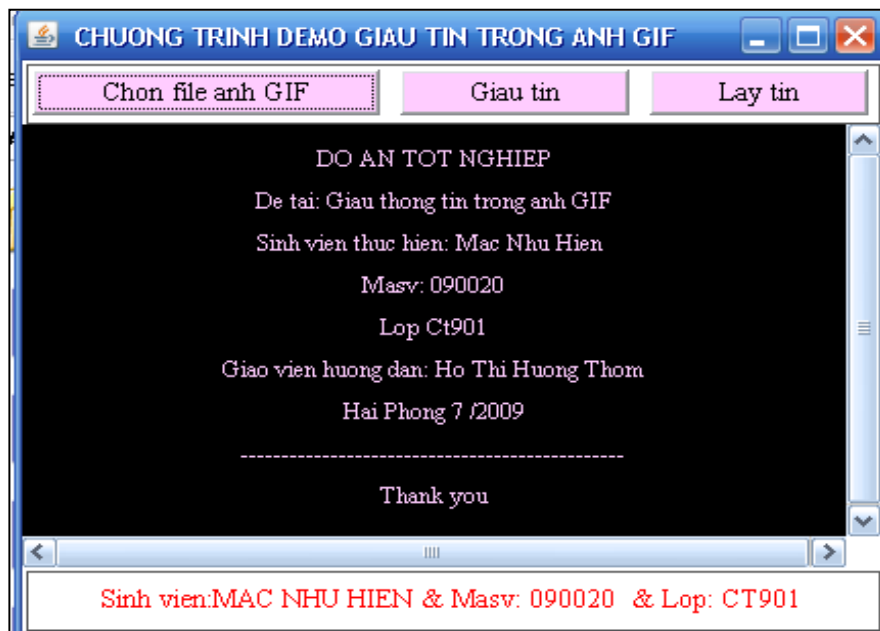 CHUONG TRINH DEMO GIAU TIN TRONG ANH GIF
Chon file anh GIF
Giau tin
Lay tin
DO AN TOT NGHIEP
De tai: Giau thong tin trong anh GIF
Sinh vien thuc hien: Mac Nhu Hien
Masv: 090020
Lop Ct901
Giao vien huong dan: Ho Thi Huong Thom
Hai Phong 7 /2009
-----------------------------------------------
Thank you
Sinh vien:MAC NHU HIEN & Masv: 090020 & Lop: CT901